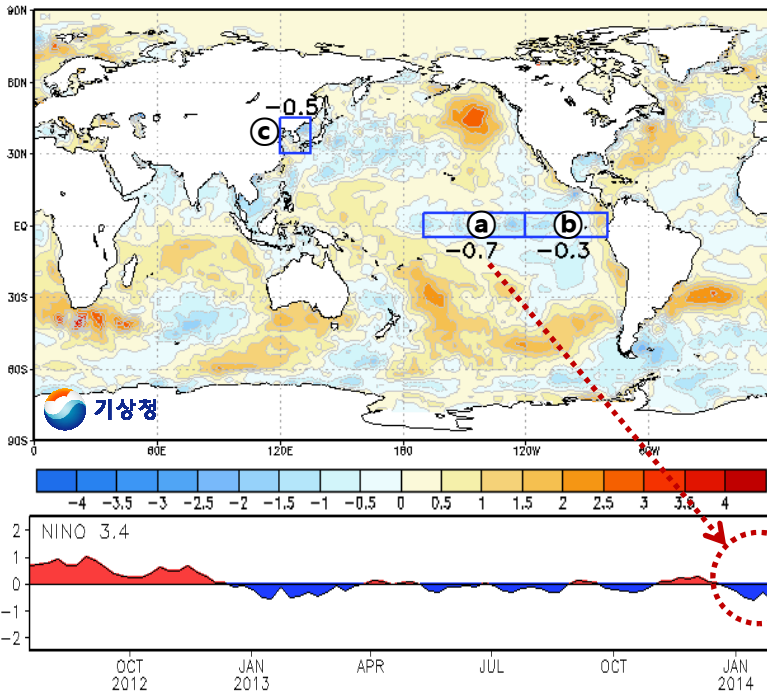 90N
60N
30N
EQ
30S
60S
90S
-0.5
ⓒ
ⓐ
ⓑ
-0.7
-0.3
기상청
0 60E 120E 180 120W 60W
-4 -3.5 -3 -2.5 -2 -1.5 -1 -0.5 0 0.5 1 1.5 2 2.5 3 3.5 4
NINO 3.4
2
1
0
-1
-2
OCT JAN APR JUL OCT JAN
2012 2013 2014